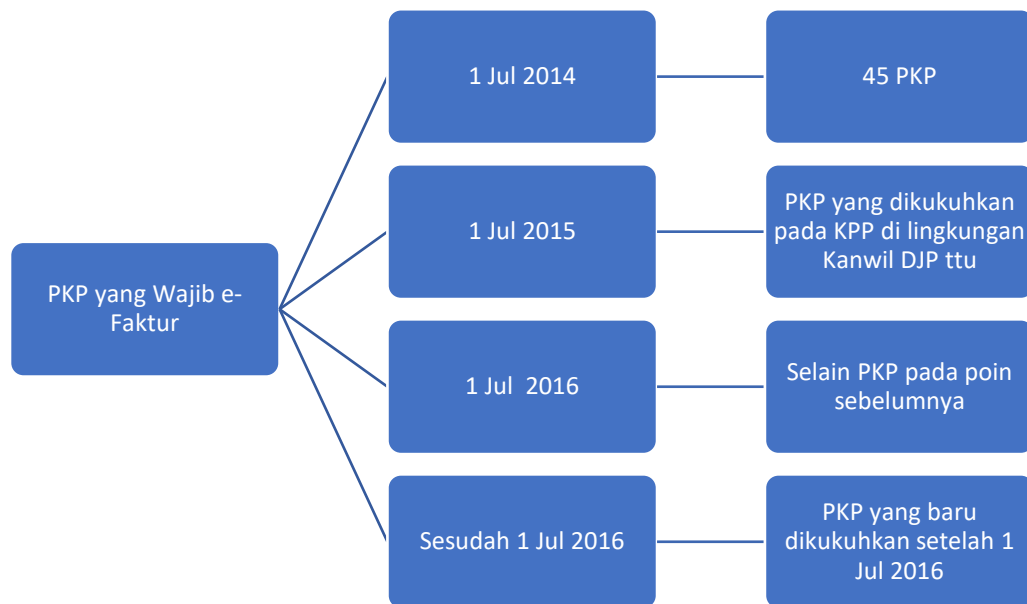 PKP yang Wajib e-
Faktur
1 Jul 2014
45 PKP
1 Jul 2015
PKP yang dikukuhkan
pada KPP di lingkungan
Kanwil DJP ttu
1 Jul  2016
Selain PKP pada poin
sebelumnya
Sesudah 1 Jul 2016
PKP yang baru
dikukuhkan setelah 1
Jul 2016